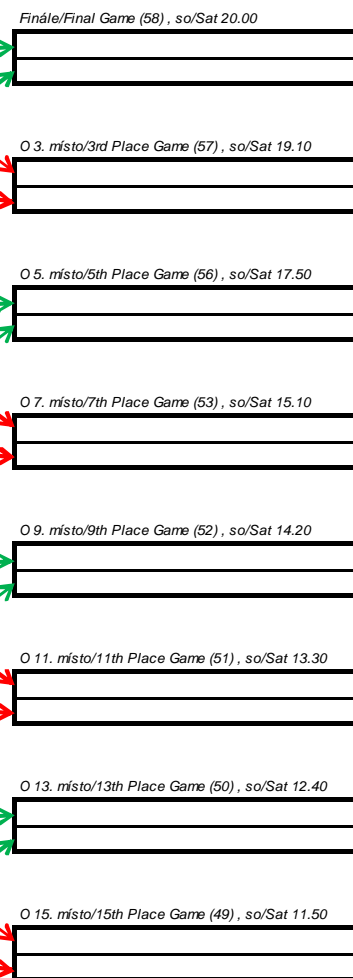 Finále/Final Game (58) , so/Sat 20.00
O 3. místo/3rd Place Game (57) , so/Sat 19.10
O 5. místo/5th Place Game (56) , so/Sat 17.50
O 7. místo/7th Place Game (53) , so/Sat 15.10
O 9. místo/9th Place Game (52) , so/Sat 14.20
O 11. místo/11th Place Game (51) , so/Sat 13.30
O 13. místo/13th Place Game (50) , so/Sat 12.40
O 15. místo/15th Place Game (49) , so/Sat 11.50